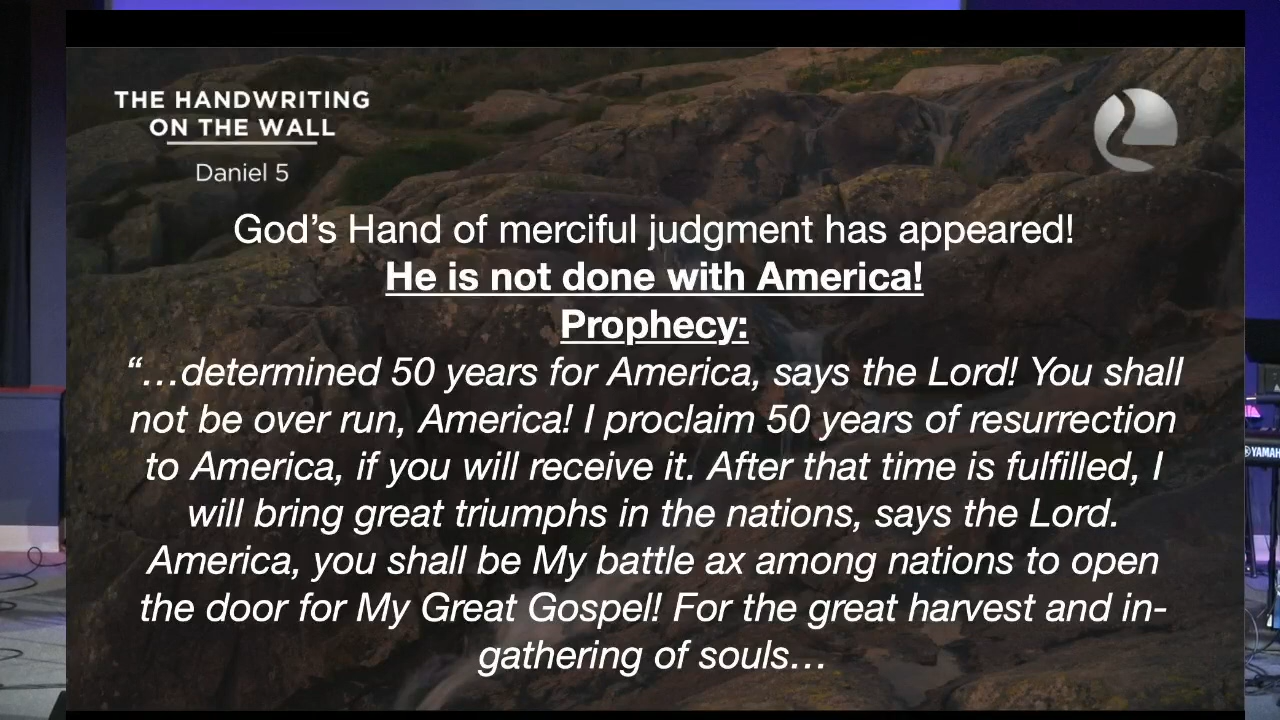 THE HANDWRITING
ON THE WALL
Daniel 5
God’s Hand of merciful judgment has appeared!
He is not done with America!
Prophecy:
“…determined 50 years for America, says the Lord! You shall
not be over run, America! I proclaim 50 years of resurrection
to America, if you will receive it. After that time is fulfilled, I
will bring great triumphs in the nations, says the Lord.
America, you shall be My battle ax among nations to open
the door for My Great Gospel! For the great harvest and in-
gathering of souls…
YAMAH